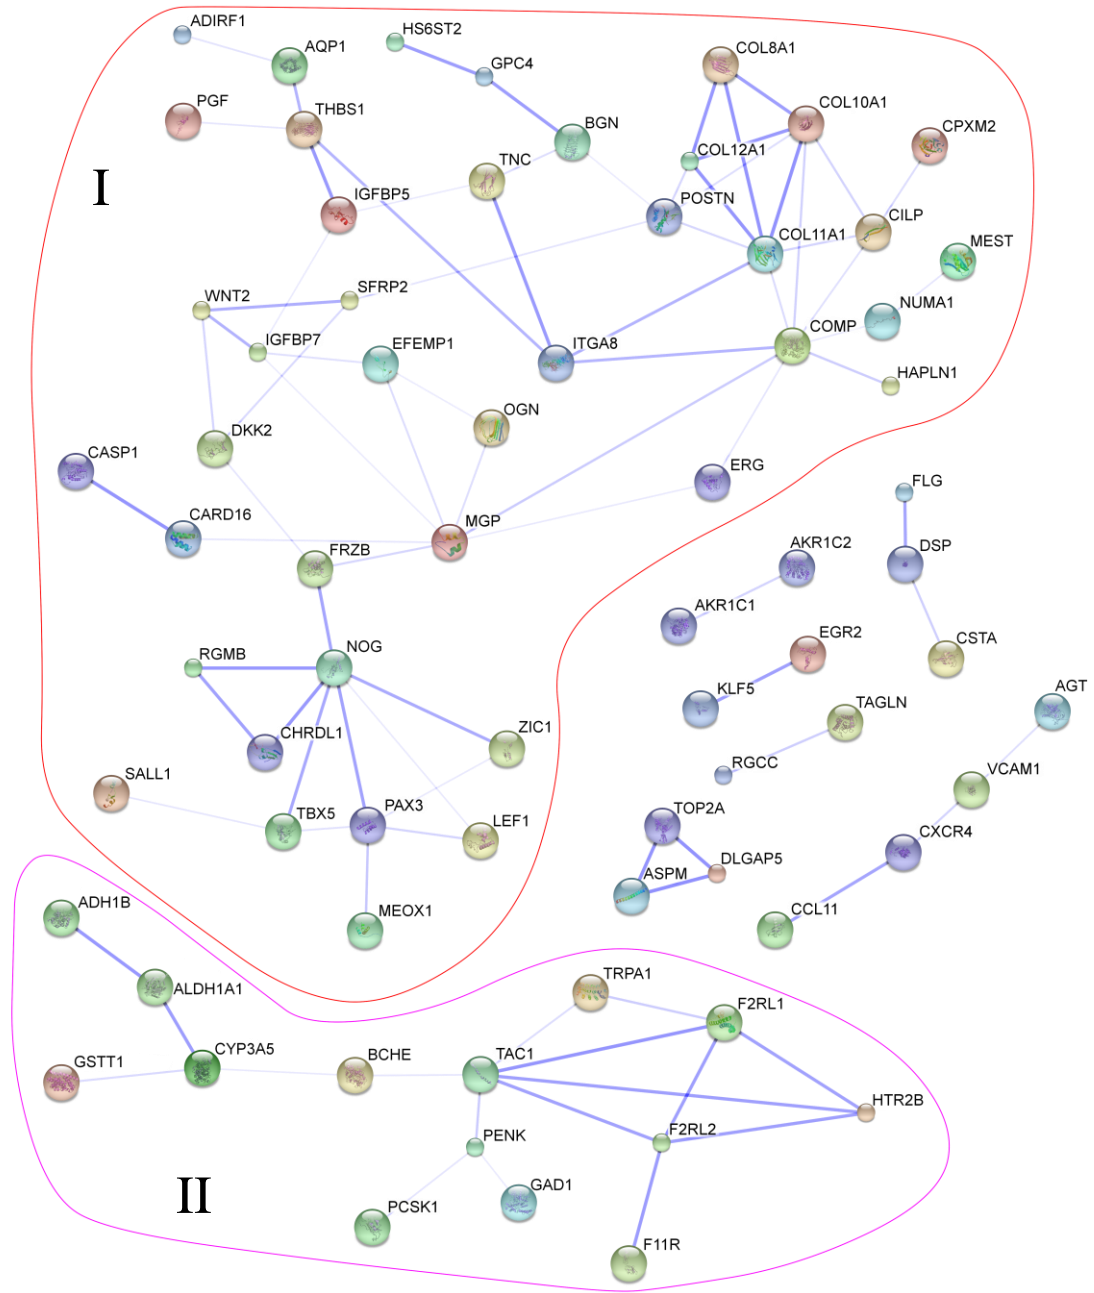 ADIRF1
HS6ST2
AQP1
COL8A1
GPC4
PGF
THBS1
COL10A1
BGN
CPXM2
COL12A1
TNC
I
IGFBP5
POSTN
CILP
COL11A1
MEST
SFRP2
WNT2
NUMA1
IGFBP7
EFEMP1
ITGA8
COMP
HAPLN1
OGN
DKK2
CASP1
ERG
FLG
CARD16
MGP
AKR1C2
DSP
FRZB
AKR1C1
EGR2
CSTA
RGMB
NOG
KLF5
AGT
TAGLN
CHRDL1
ZIC1
RGCC
SALL1
VCAM1
PAX3
TOP2A
TBX5
LEF1
CXCR4
DLGAP5
ASPM
ADH1B
MEOX1
CCL11
TRPA1
ALDH1A1
F2RL1
CYP3A5
BCHE
TAC1
GSTT1
HTR2B
F2RL2
PENK
II
GAD1
PCSK1
F11R